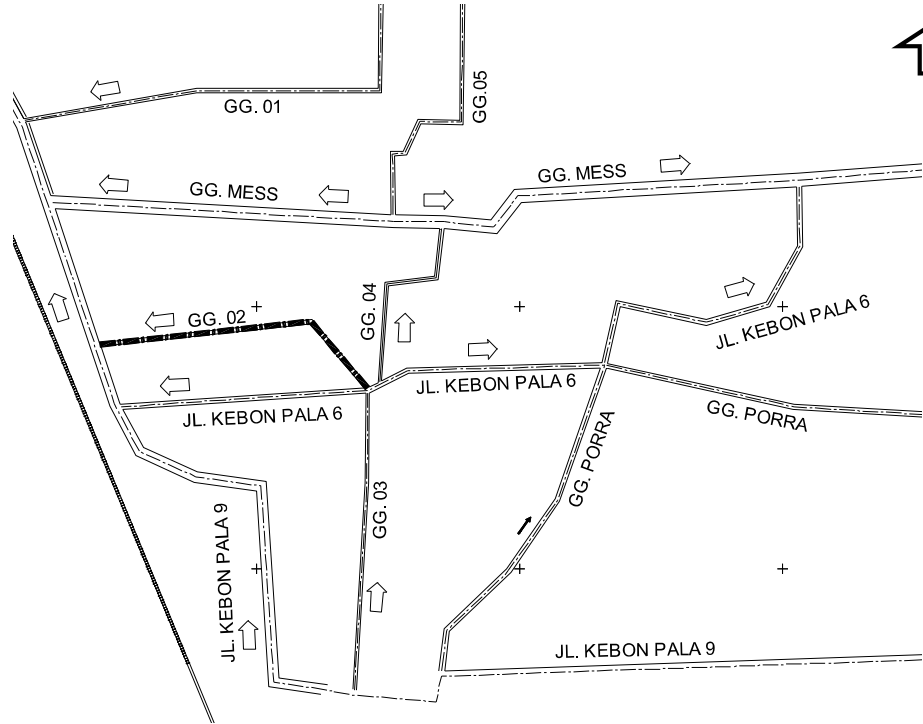 GG. 01
GG.05
GG. MESS
GG. MESS
GG. 02
GG. 04
JL. KEBON PALA 6
JL. KEBON PALA 6
JL. KEBON PALA 6
GG. PORRA
GG. PORRA
GG. 03
JL. KEBON PALA 9
JL. KEBON PALA 9